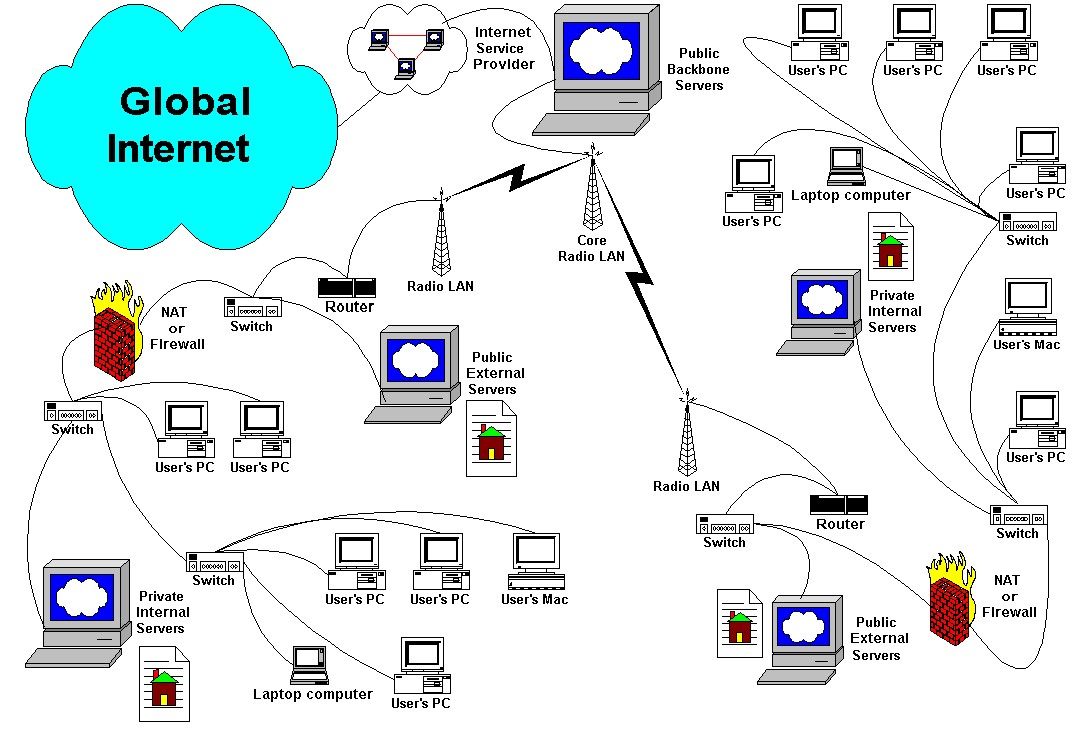 Global
Internet
Internet
Service
Provider
Public
Backbone
Servers
User's PC
User's PC
User's PC
User's PC
Laptop computer
User's PC
Switch
Core
Radio LAN
Radio LAN
Router
Switch
NAT
or
Firewall
Public
External
Servers
Private
Internal
Servers
User's Mac
Switch
User's PC
User's PC
User's PC
Radio LAN
Router
Switch
Switch
NAT
or
Firewall
Public
External
Servers
Switch
User's PC
User's PC
User's Mac
Private
Internal
Servers
Laptop computer
User's PC